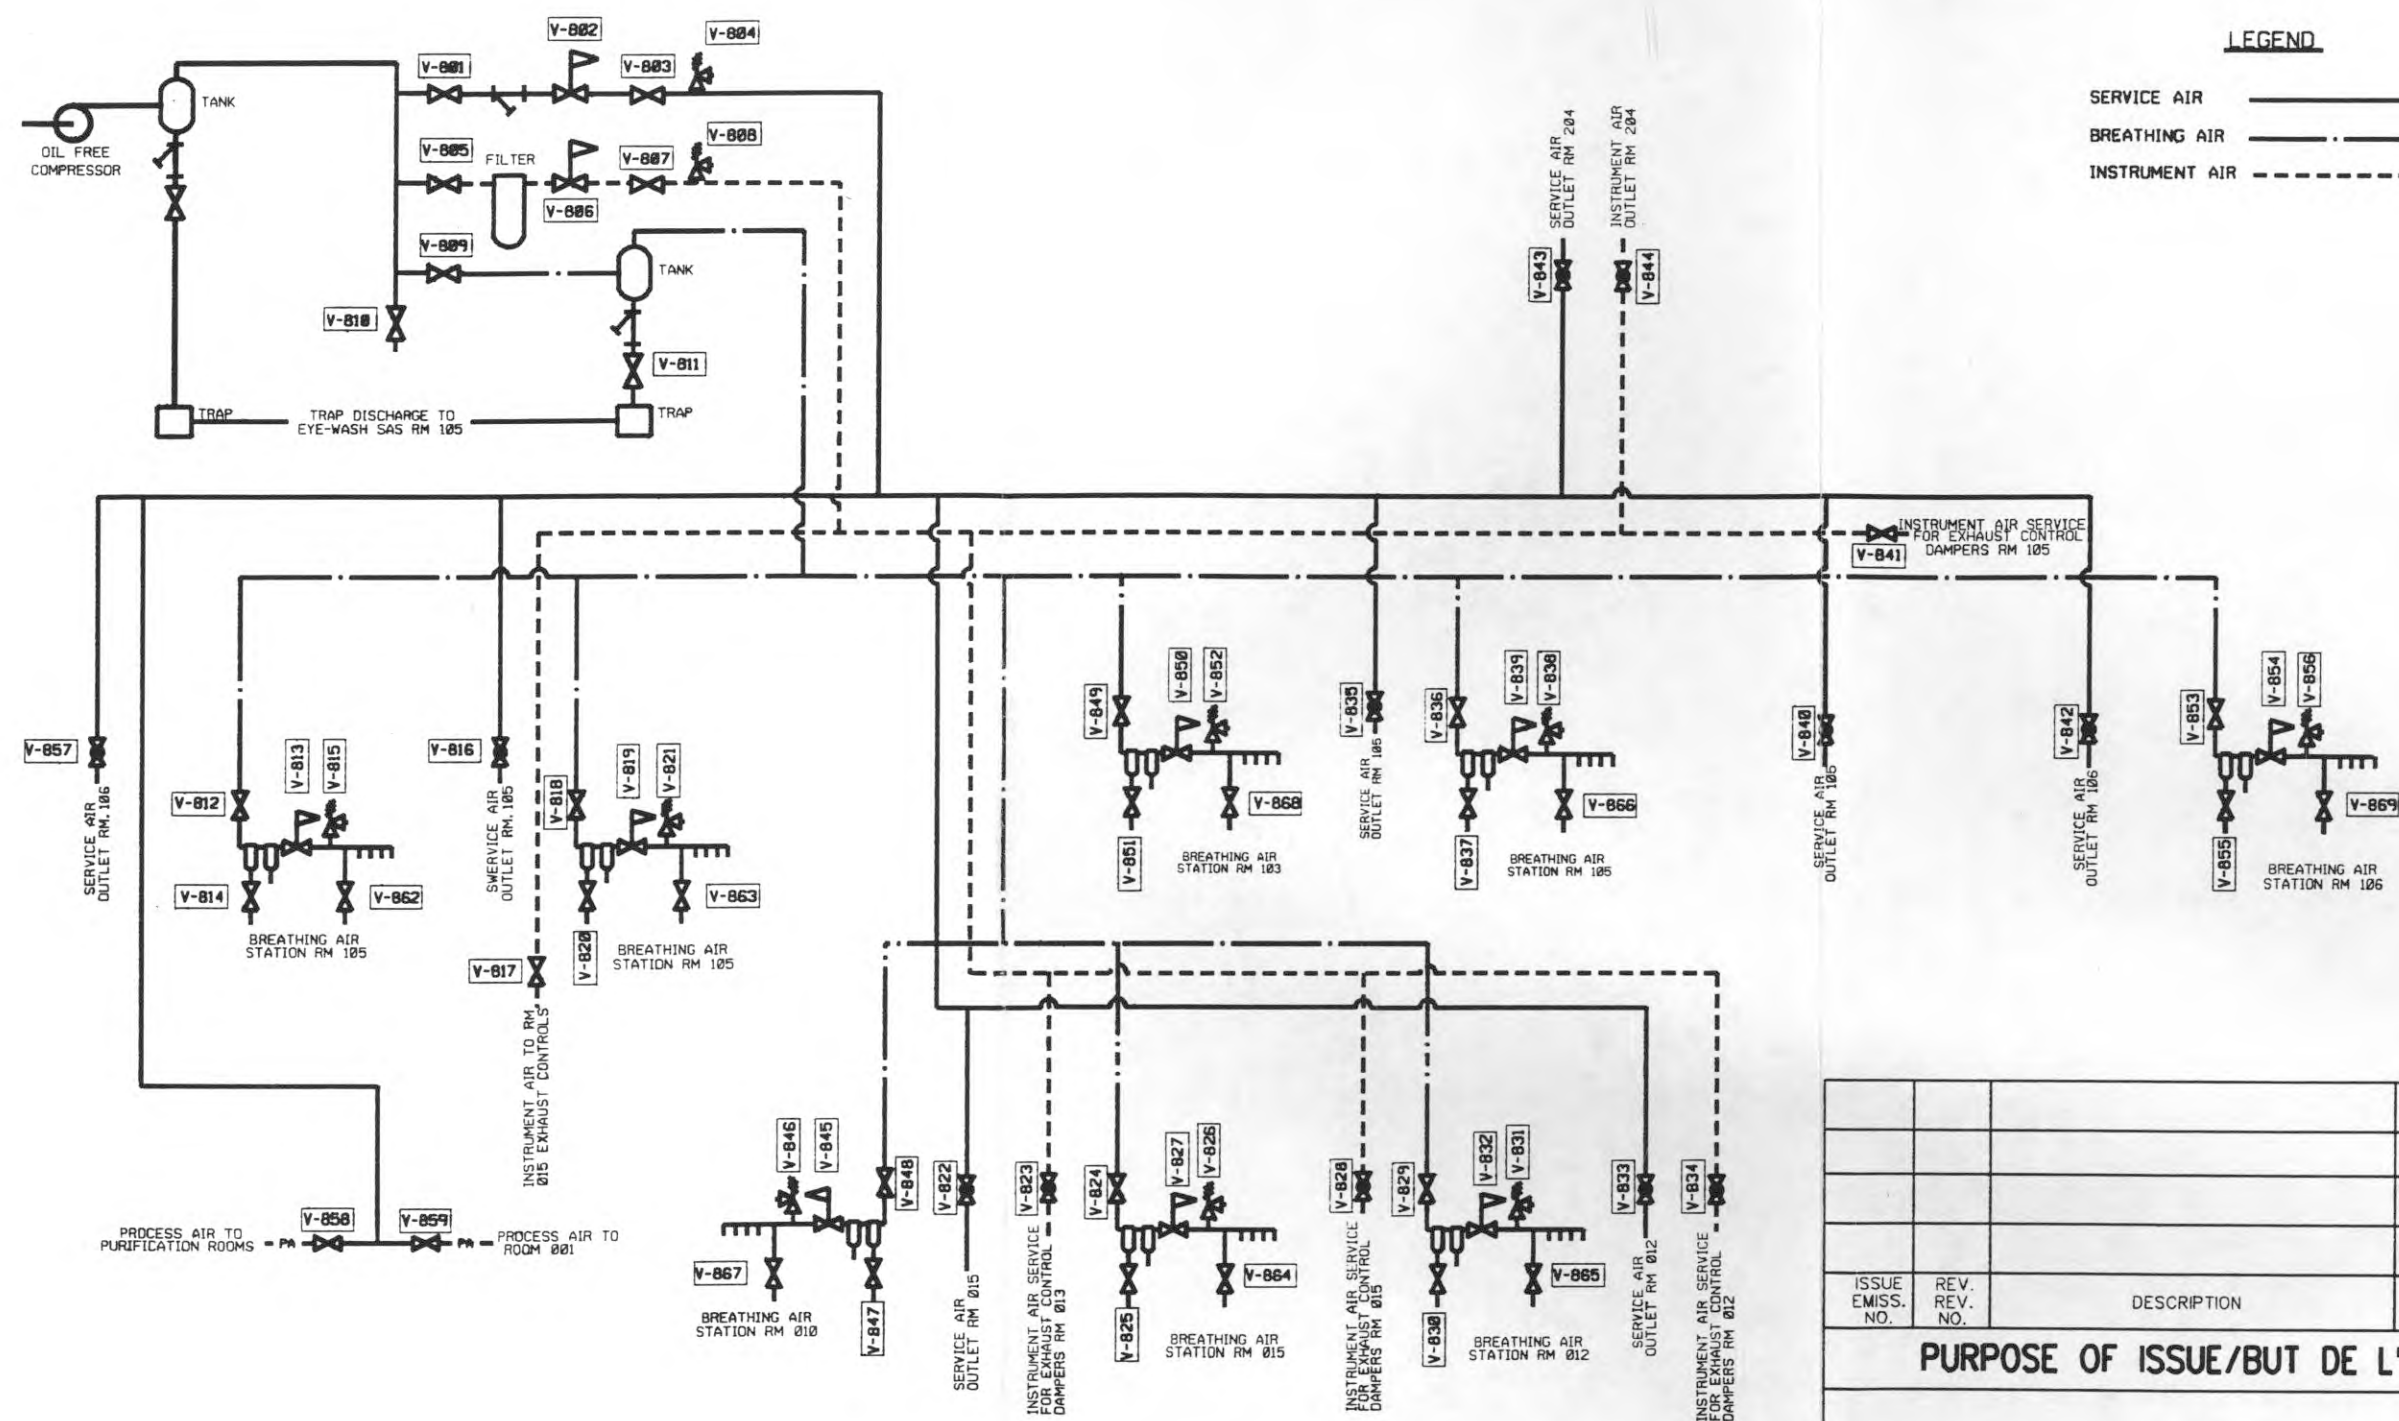 LEGEND
SERVICE AIR
BREATHING AIR
INSTRUMENT AIR
V-801
V-802
V-803
V-804
TANK
OIL FREE
COMPRESSOR
V-805
FILTER
V-806
V-807
V-808
V-809
TANK
V-810
V-811
TRAP
TRAP DISCHARGE TO
EYE-WASH SAS RM 105
TRAP
SERVICE AIR
OUTLET RM 204
INSTRUMENT AIR
OUTLET RM 204
V-843
V-844
INSTRUMENT AIR SERVICE
FOR EXHAUST CONTROL
DAMPERS RM 105
V-841
V-857
SERVICE AIR
OUTLET RM.106
V-812
V-813
V-815
V-814
V-862
BREATHING AIR
STATION RM 105
V-816
SWERVICE AIR
OUTLET RM.105
V-817
INSTRUMENT AIR TO RM
015 EXHAUST CONTROLS
V-818
V-819
V-821
V-820
V-863
BREATHING AIR
STATION RM 105
V-849
V-850
V-852
V-851
V-868
BREATHING AIR
STATION RM 103
V-835
SERVICE AIR
OUTLET RM 105
V-836
V-839
V-838
V-837
V-866
BREATHING AIR
STATION RM 105
V-840
SERVICE AIR
OUTLET RM 105
V-842
SERVICE AIR
OUTLET RM 106
V-853
V-854
V-856
V-855
V-869
BREATHING AIR
STATION RM 106
PROCESS AIR TO
PURIFICATION ROOMS
PA
V-858
V-859
PA
PROCESS AIR TO
ROOM 001
V-846
V-845
V-848
V-867
V-847
BREATHING AIR
STATION RM 010
V-822
SERVICE AIR
OUTLET RM 015
V-823
INSTRUMENT AIR SERVICE
FOR EXHAUST CONTROL
DAMPERS RM 013
V-824
V-827
V-826
V-825
V-864
BREATHING AIR
STATION RM 015
V-828
INSTRUMENT AIR SERVICE
FOR EXHAUST CONTROL
DAMPERS RM 015
V-829
V-832
V-831
V-830
V-865
BREATHING AIR
STATION RM 012
V-833
SERVICE AIR
OUTLET RM 012
V-834
INSTRUMENT AIR SERVICE
FOR EXHAUST CONTROL
DAMPERS RM 012
ISSUE
EMISS.
NO.
REV.
REV.
NO.
DESCRIPTION
PURPOSE OF ISSUE/BUT DE L'